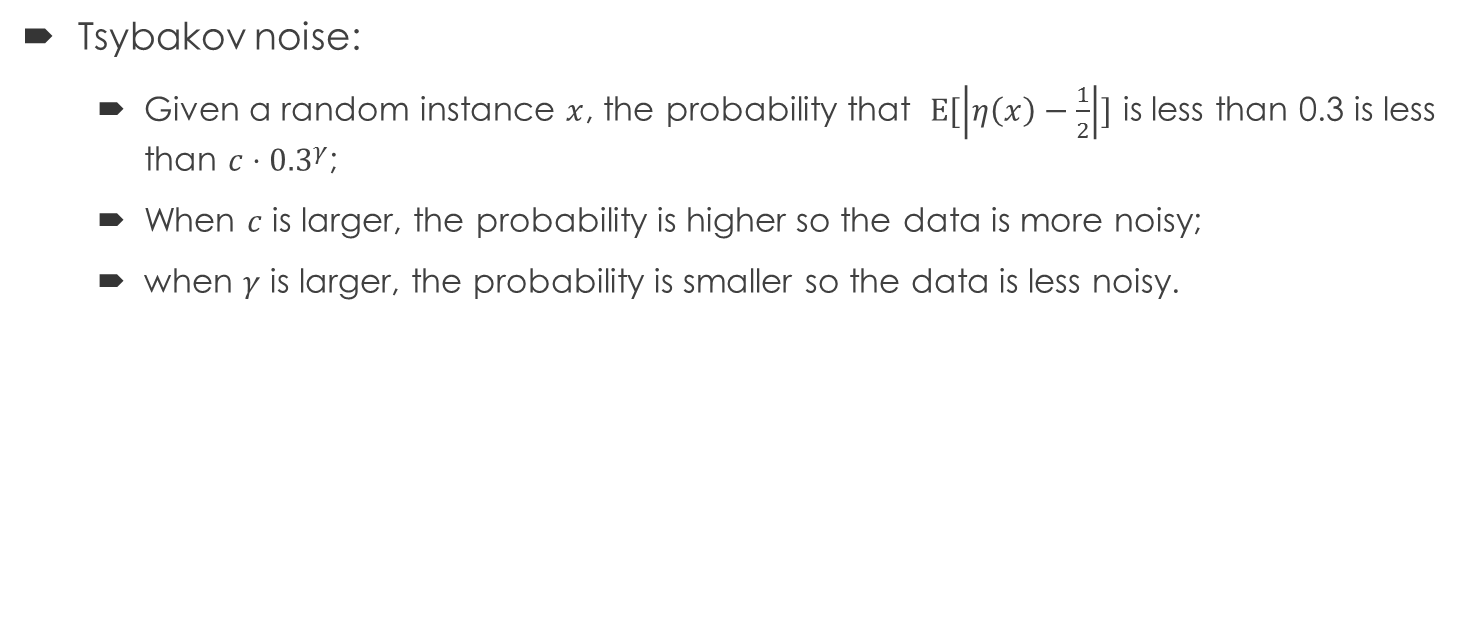 Tsybakov noise:
Given a random instance x, the probability that E[|η(x) − 1/2|] is less than 0.3 is less
than c · 0.3^γ;
When c is larger, the probability is higher so the data is more noisy;
when γ is larger, the probability is smaller so the data is less noisy.